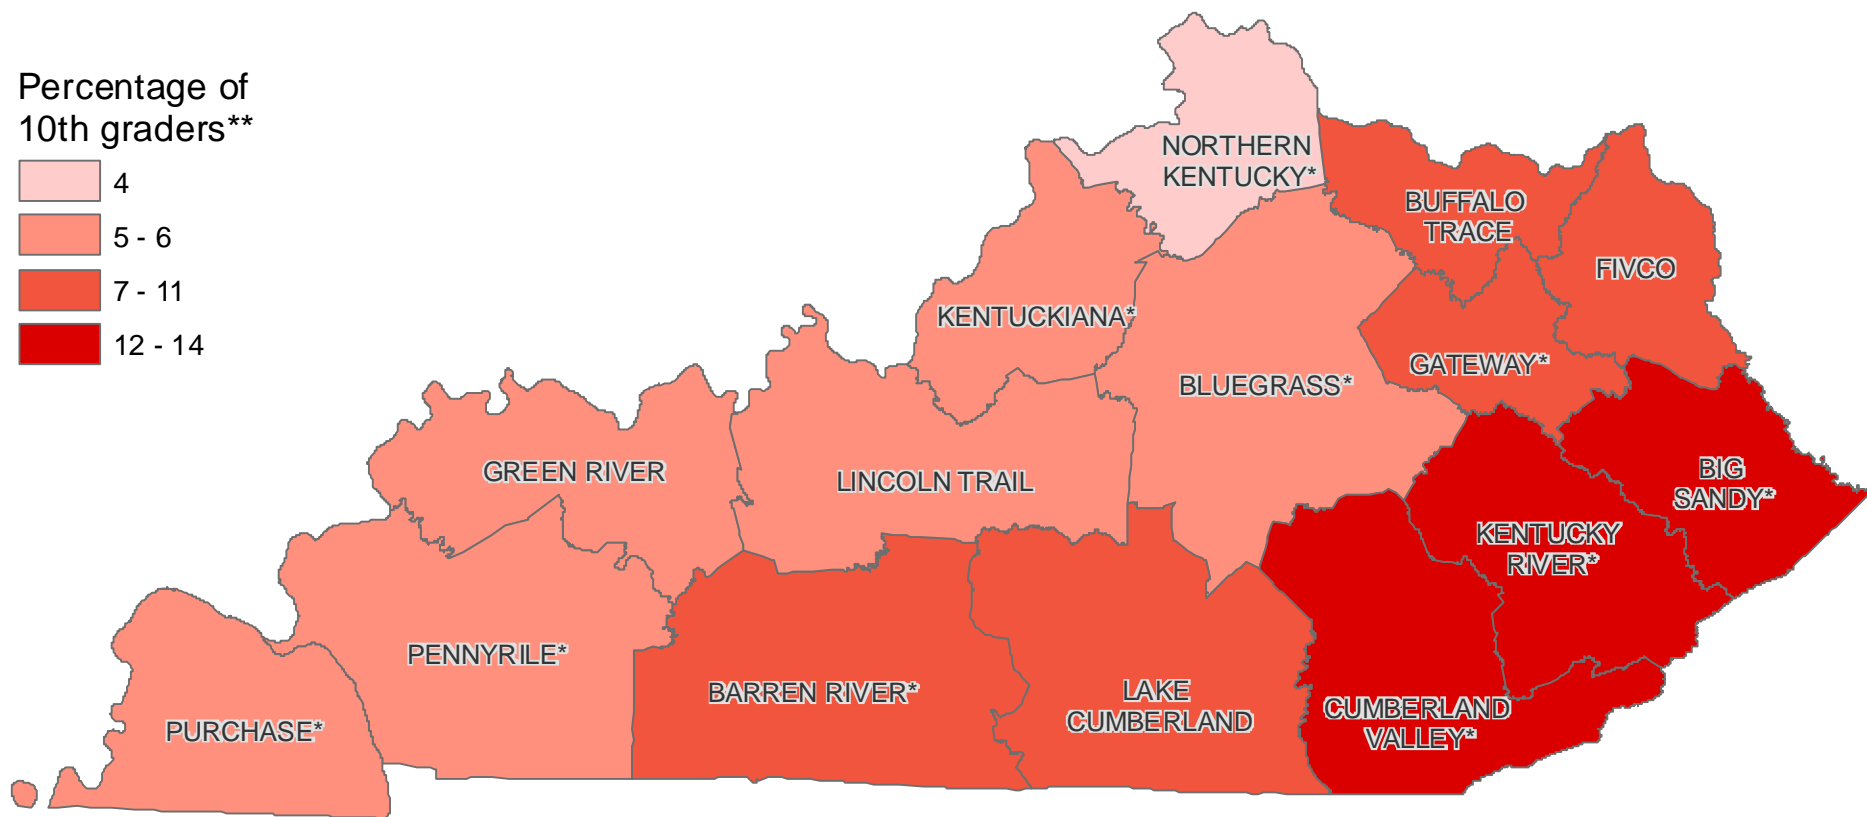 Percentage of
10th graders**
4
5 - 6
7 - 11
12 - 14
NORTHERN
KENTUCKY*
BUFFALO
TRACE
FIVCO
KENTUCKIANA*
GATEWAY*
BLUEGRASS*
GREEN RIVER
LINCOLN TRAIL
BIG
SANDY*
KENTUCKY
RIVER*
PENNYRILE*
BARREN RIVER*
LAKE
CUMBERLAND
CUMBERLAND
VALLEY*
PURCHASE*